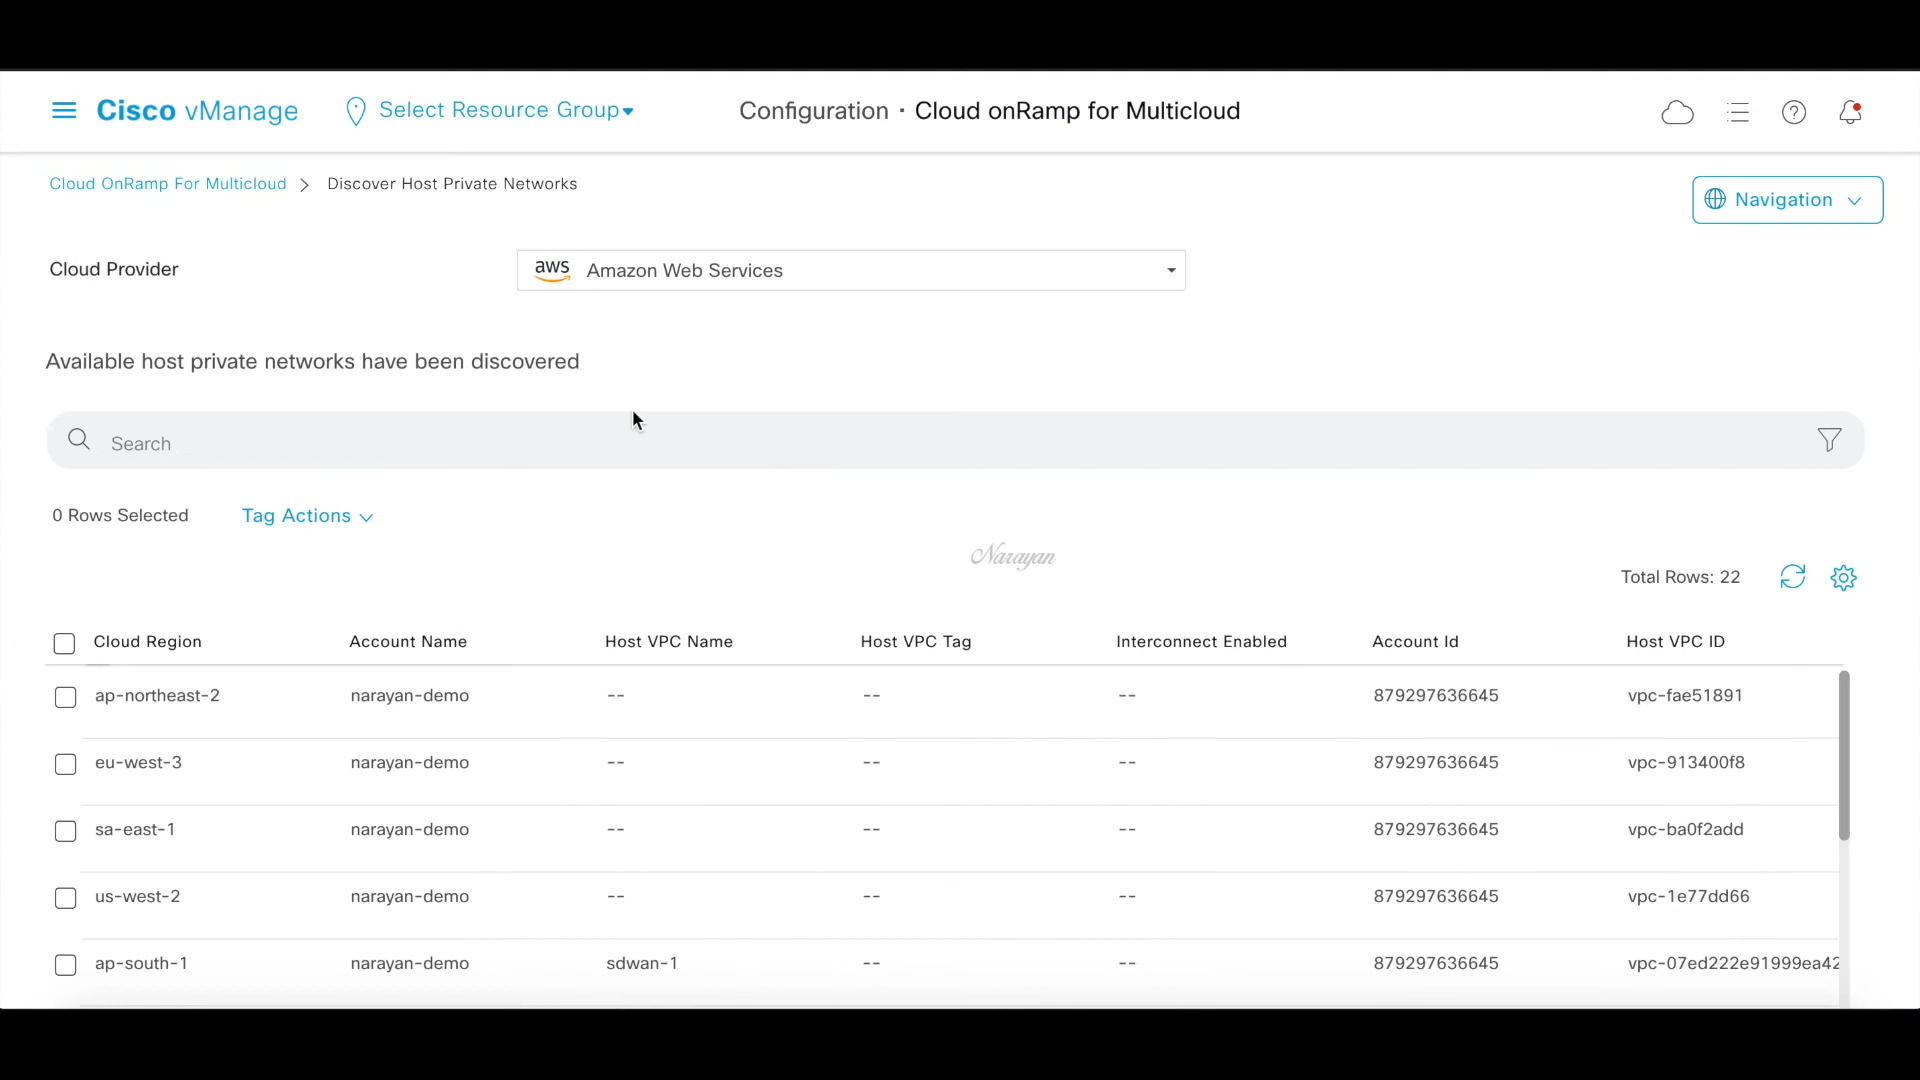 Cisco vManage
Select Resource Group
Configuration · Cloud onRamp for Multicloud
Cloud OnRamp For Multicloud > Discover Host Private Networks
Navigation
Cloud Provider
aws Amazon Web Services
Available host private networks have been discovered
Search
0 Rows Selected
Tag Actions
Narayan
Total Rows: 22
Cloud Region Account Name Host VPC Name Host VPC Tag Interconnect Enabled Account Id Host VPC ID
ap-northeast-2 narayan-demo -- -- -- 879297636645 vpc-fae51891
eu-west-3 narayan-demo -- -- -- 879297636645 vpc-913400f8
sa-east-1 narayan-demo -- -- -- 879297636645 vpc-ba0f2add
us-west-2 narayan-demo -- -- -- 879297636645 vpc-1e77dd66
ap-south-1 narayan-demo sdwan-1 -- -- 879297636645 vpc-07ed222e91999ea42